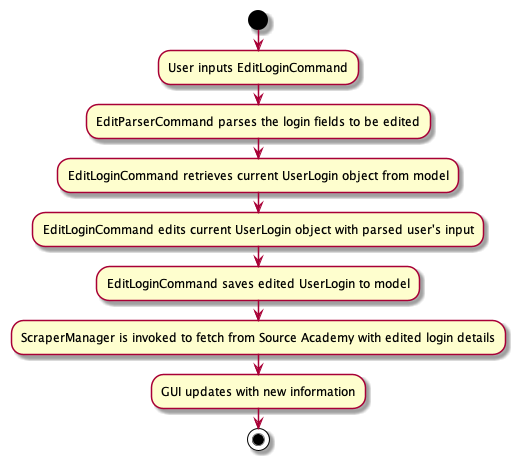 User inputs EditLoginCommand
EditParserCommand parses the login fields to be edited
EditLoginCommand retrieves current UserLogin object from model
EditLoginCommand edits current UserLogin object with parsed user's input
EditLoginCommand saves edited UserLogin to model
ScraperManager is invoked to fetch from Source Academy with edited login details
GUI updates with new information